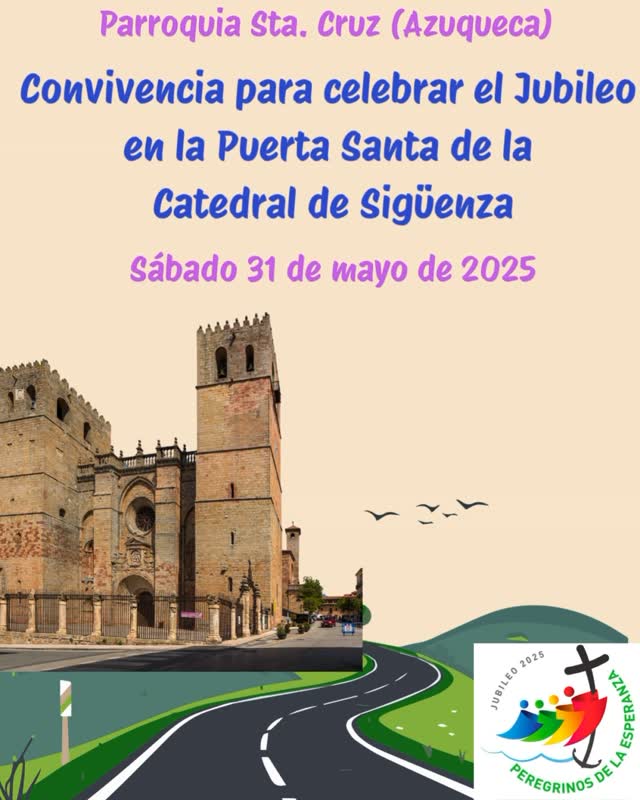 Parroquia Sta. Cruz (Azuqueca)
Convivencia para celebrar el Jubileo
en la Puerta Santa de la
Catedral de Sigüenza
Sábado 31 de mayo de 2025
JUBILEO 2025
PEREGRINOS DE LA ESPERANZA